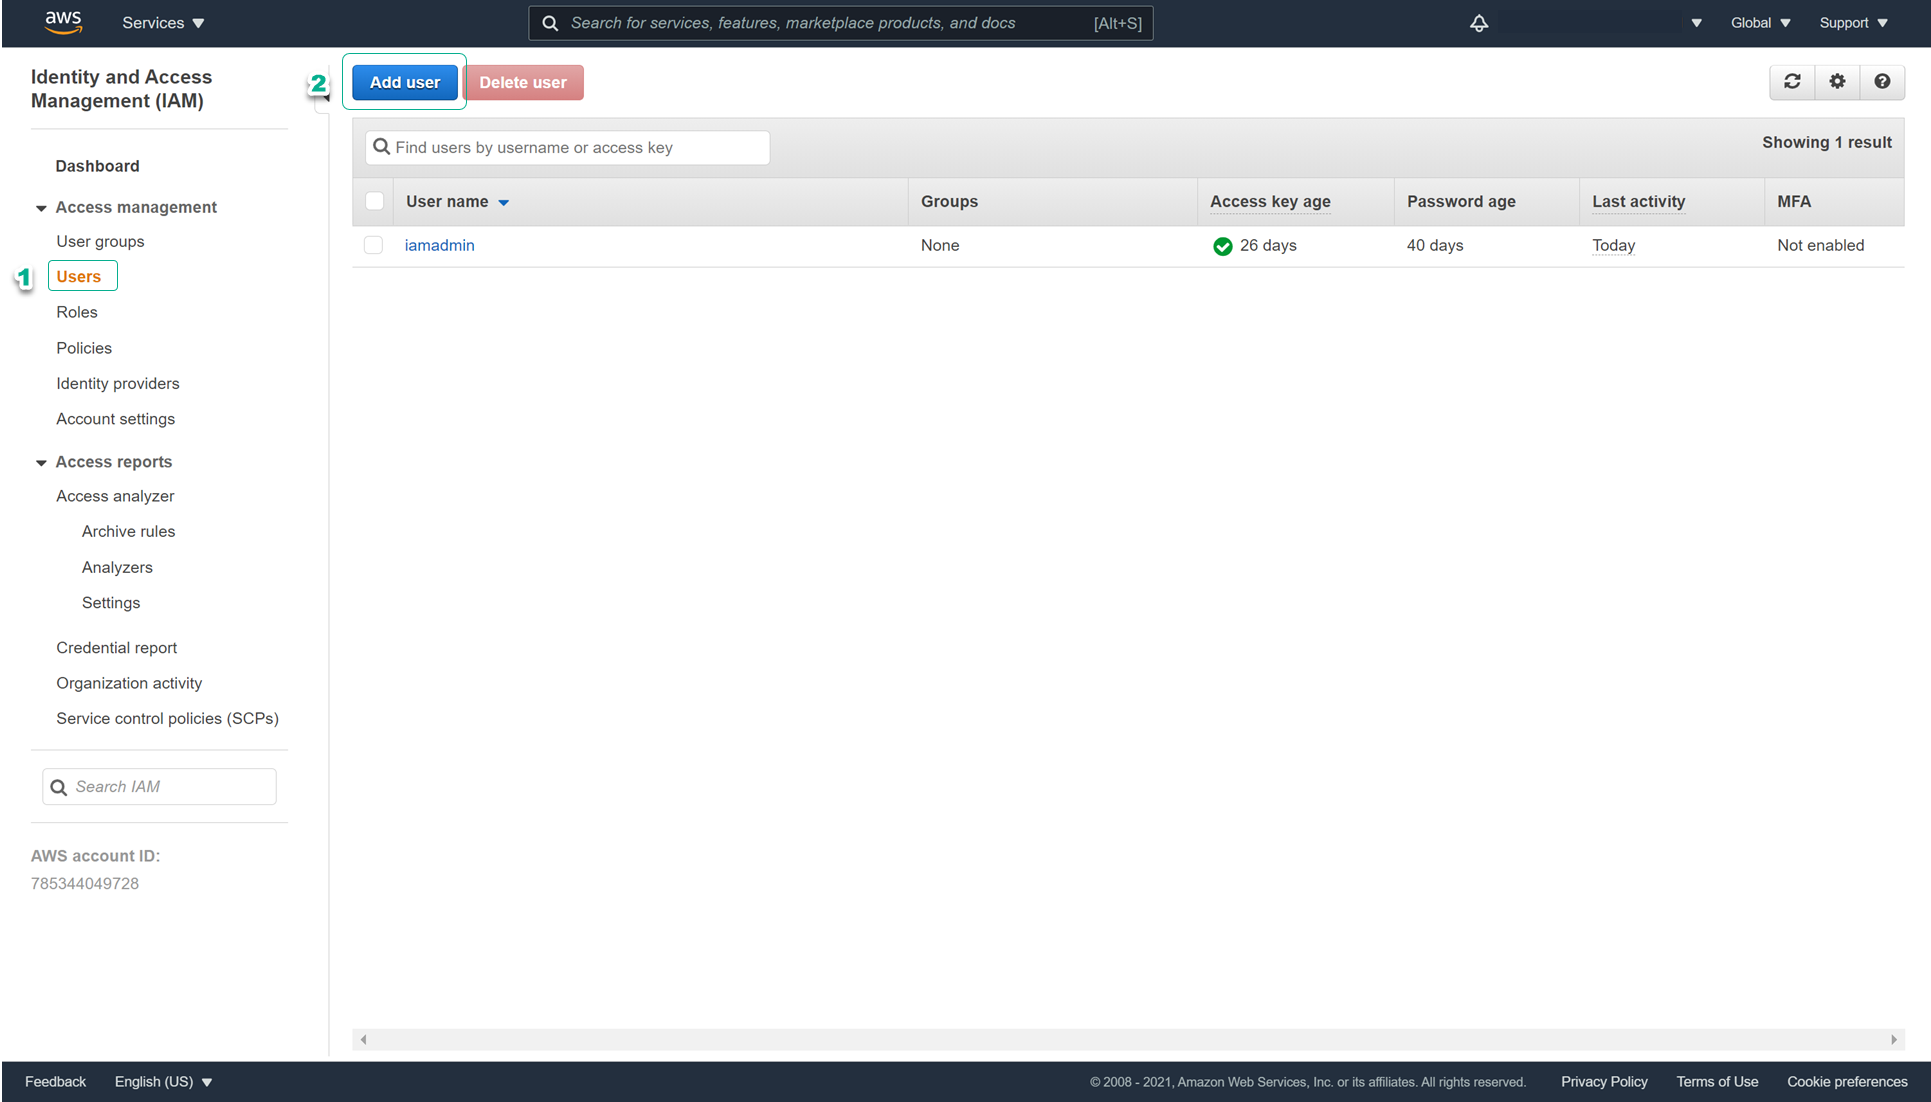 aws
Services
Search for services, features, marketplace products, and docs [Alt+S]
Global
Support
Identity and Access
Management (IAM)
Dashboard
Access management
User groups
1 Users
Roles
Policies
Identity providers
Account settings
Access reports
Access analyzer
Archive rules
Analyzers
Settings
Credential report
Organization activity
Service control policies (SCPs)
Search IAM
AWS account ID:
785344049728
2 Add user Delete user
Find users by username or access key
Showing 1 result
User name Groups Access key age Password age Last activity MFA
iamadmin None 26 days 40 days Today Not enabled
Feedback English (US) © 2008 - 2021, Amazon Web Services, Inc. or its affiliates. All rights reserved. Privacy Policy Terms of Use Cookie preferences